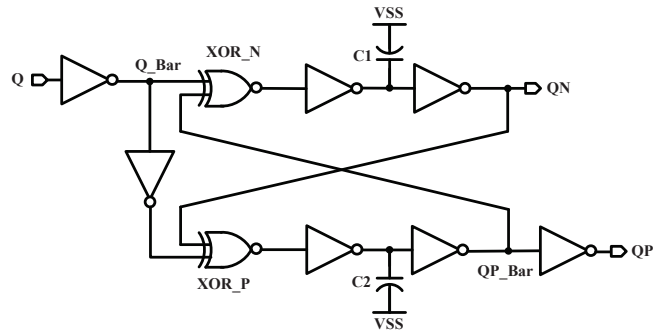 VSS
XOR_N
C1
Q
Q_Bar
QN
XOR_P
C2
QP_Bar
QP
VSS